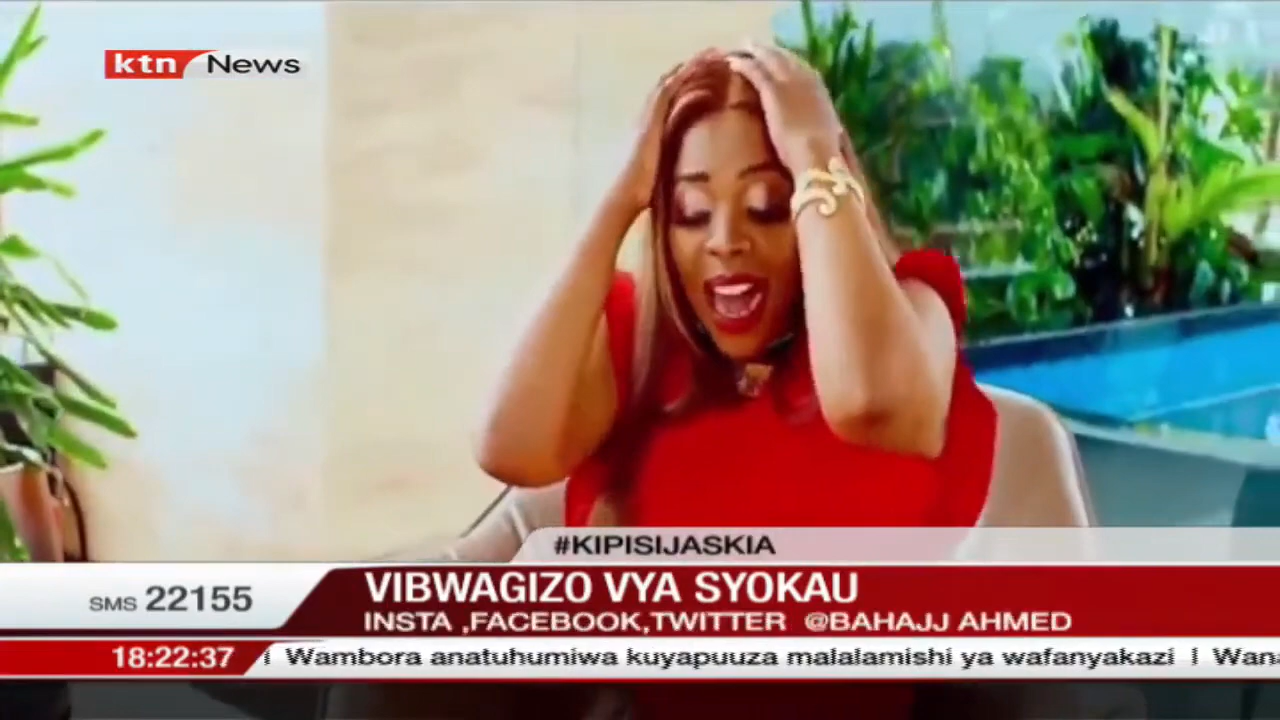 ktn News
#KIPISIJASKIA
VIBWAGIZO VYA SYOKAU
SMS 22155
INSTA ,FACEBOOK,TWITTER @BAHAJJ AHMED
18:22:37
| Wambora anatuhumiwa kuyapuuza malalamishi ya wafanyakazi | Wana